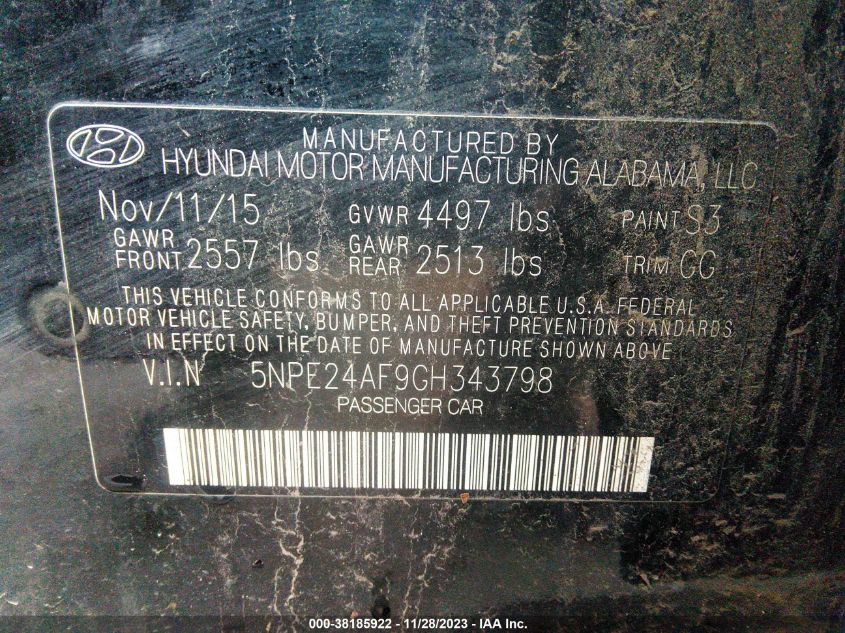 MANUFACTURED BY
HYUNDAI MOTOR MANUFACTURING ALABAMA, LLC
Nov/11/15 GVWR 4497 lbs PAINT S3
GAWR FRONT 2557 lbs GAWR REAR 2513 lbs TRIM GG
THIS VEHICLE CONFORMS TO ALL APPLICABLE U.S.A. FEDERAL
MOTOR VEHICLE SAFETY, BUMPER, AND THEFT PREVENTION STANDARDS
IN EFFECT ON THE DATE OF MANUFACTURE SHOWN ABOVE
V.I.N 5NPE24AF9GH343798
PASSENGER CAR
000-38185922 - 11/28/2023 - IAA Inc.